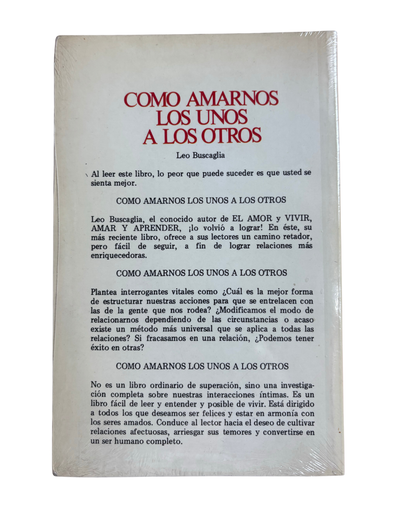 COMO AMARNOS
LOS UNOS
A LOS OTROS
Leo Buscaglia
Al leer este libro, lo peor que puede suceder es que usted se
sienta mejor.
COMO AMARNOS LOS UNOS A LOS OTROS
Leo Buscaglia, el conocido autor de EL AMOR y VIVIR,
AMAR Y APRENDER, ¡lo volvió a lograr! En éste, su
más reciente libro, ofrece a sus lectores un camino retador,
pero fácil de seguir, a fin de lograr relaciones más
enriquecedoras.
COMO AMARNOS LOS UNOS A LOS OTROS
Plantea interrogantes vitales como ¿Cuál es la mejor forma
de estructurar nuestras acciones para que se entrelacen con
las de la gente que nos rodea? ¿Modificamos el modo de
relacionarnos dependiendo de las circunstancias o acaso
existe un método más universal que se aplica a todas las
relaciones? Si fracasamos en una relación, ¿Podemos tener
éxito en otras?
COMO AMARNOS LOS UNOS A LOS OTROS
No es un libro ordinario de superación, sino una investiga-
ción completa sobre nuestras interacciones íntimas. Es un
libro fácil de leer y entender y posible de vivir. Está dirigido
a todos los que deseamos ser felices y estar en armonía con
los seres amados. Conduce al lector hacia el deseo de cultivar
relaciones afectuosas, arriesgar sus temores y convertirse en
un ser humano completo.